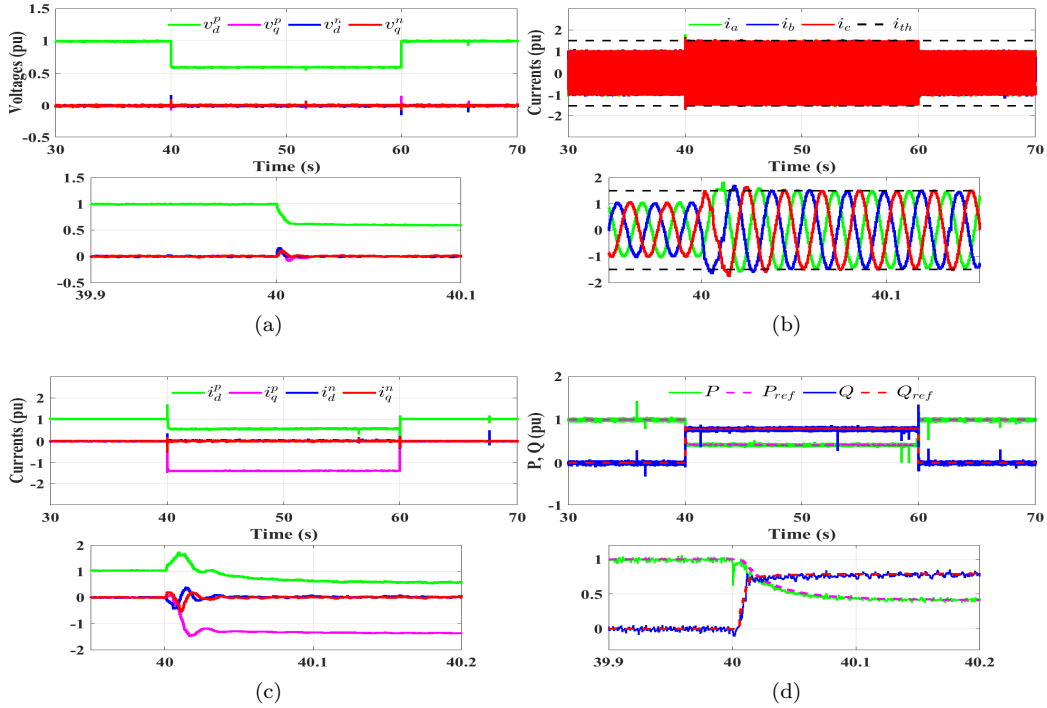 v_d^p v_q^p v_d^n v_q^n
1.5
1
0.5
0
-0.5
Voltages (pu)
30 40 50 60 70
Time (s)
1.5
1
0.5
0
-0.5
39.9 40 40.1
(a)
i_a i_b i_c i_th
2
1
0
-1
-2
Currents (pu)
30 40 50 60 70
Time (s)
2
1
0
-1
-2
40 40.1
(b)
i_d^p i_q^p i_d^n i_q^n
2
1
0
-1
-2
Currents (pu)
30 40 50 60 70
Time (s)
2
1
0
-1
-2
40 40.1 40.2
(c)
P P_ref Q Q_ref
2
1
0
-1
P, Q (pu)
30 40 50 60 70
Time (s)
1
0.5
0
39.9 40 40.1 40.2
(d)